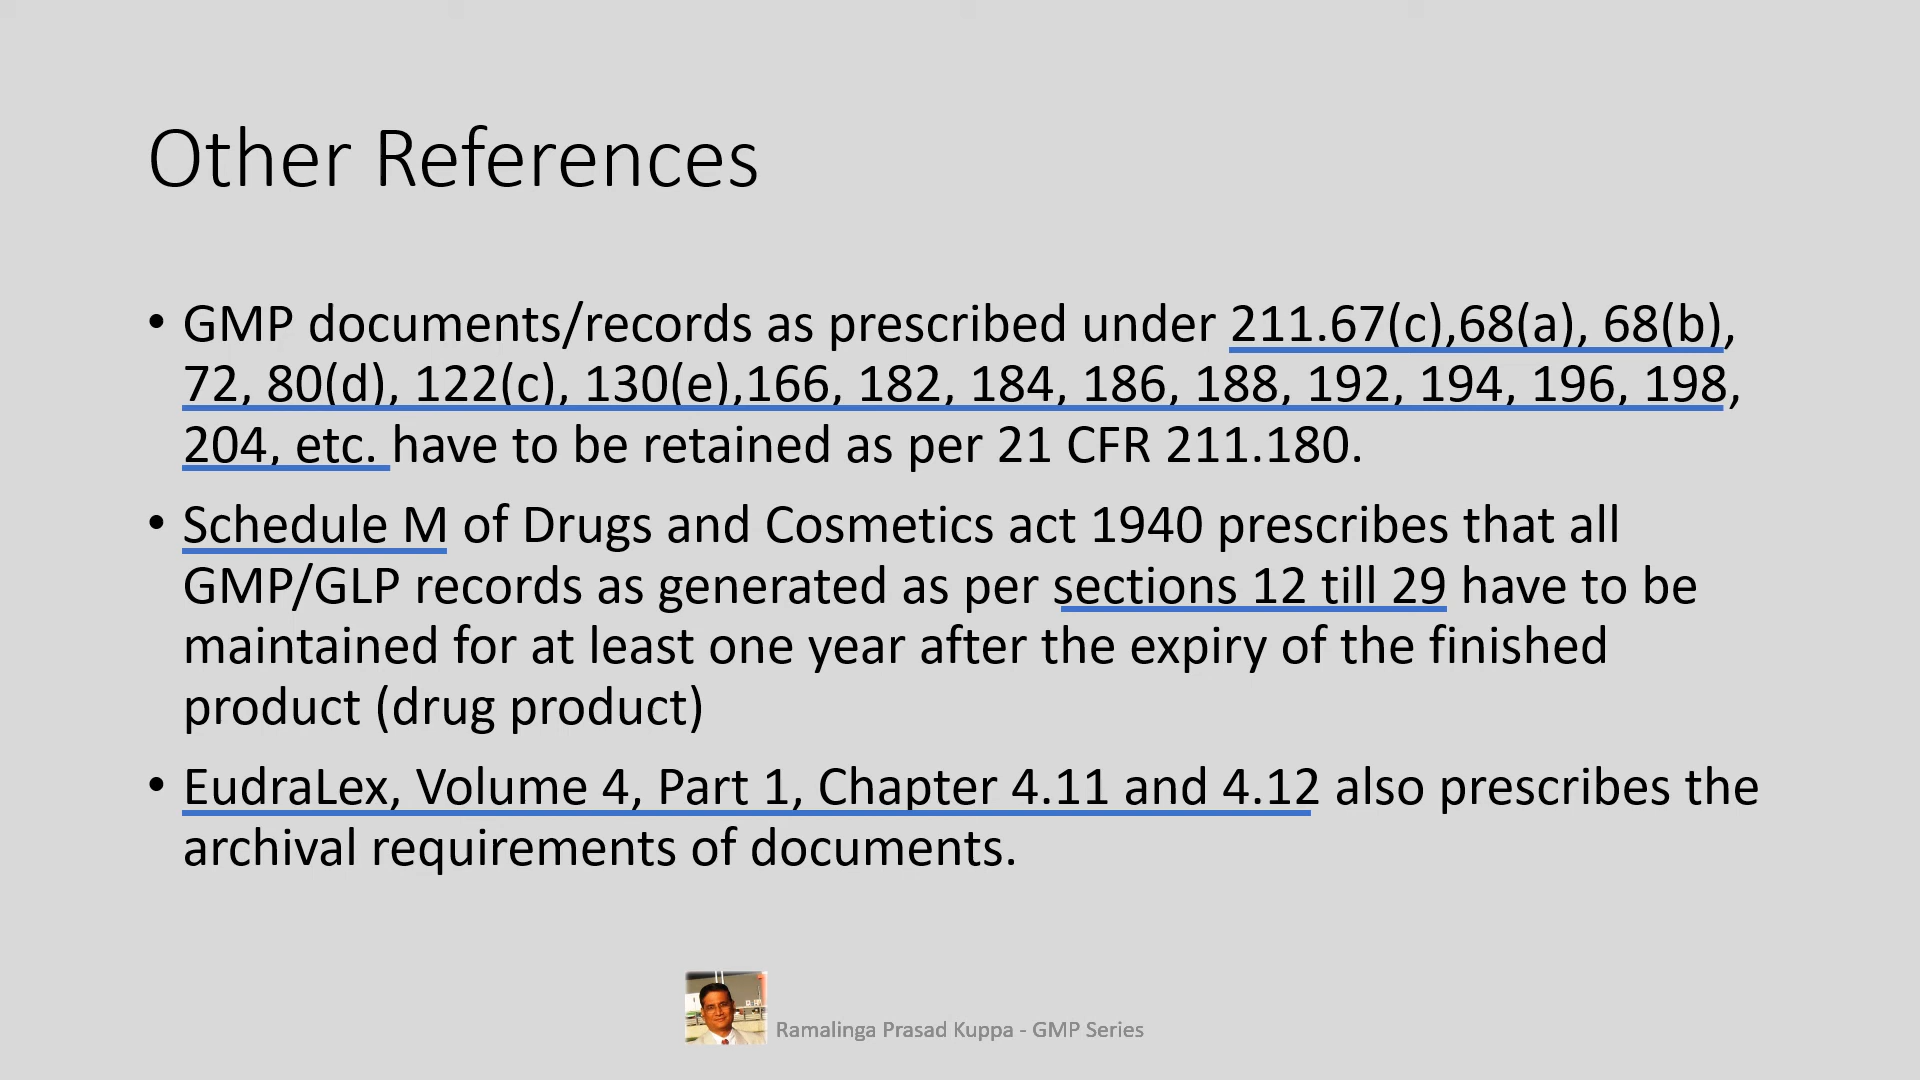 Other References
• GMP documents/records as prescribed under 211.67(c),68(a), 68(b),
72, 80(d), 122(c), 130(e),166, 182, 184, 186, 188, 192, 194, 196, 198,
204, etc. have to be retained as per 21 CFR 211.180.
• Schedule M of Drugs and Cosmetics act 1940 prescribes that all
GMP/GLP records as generated as per sections 12 till 29 have to be
maintained for at least one year after the expiry of the finished
product (drug product)
• EudraLex, Volume 4, Part 1, Chapter 4.11 and 4.12 also prescribes the
archival requirements of documents.
Ramalinga Prasad Kuppa - GMP Series